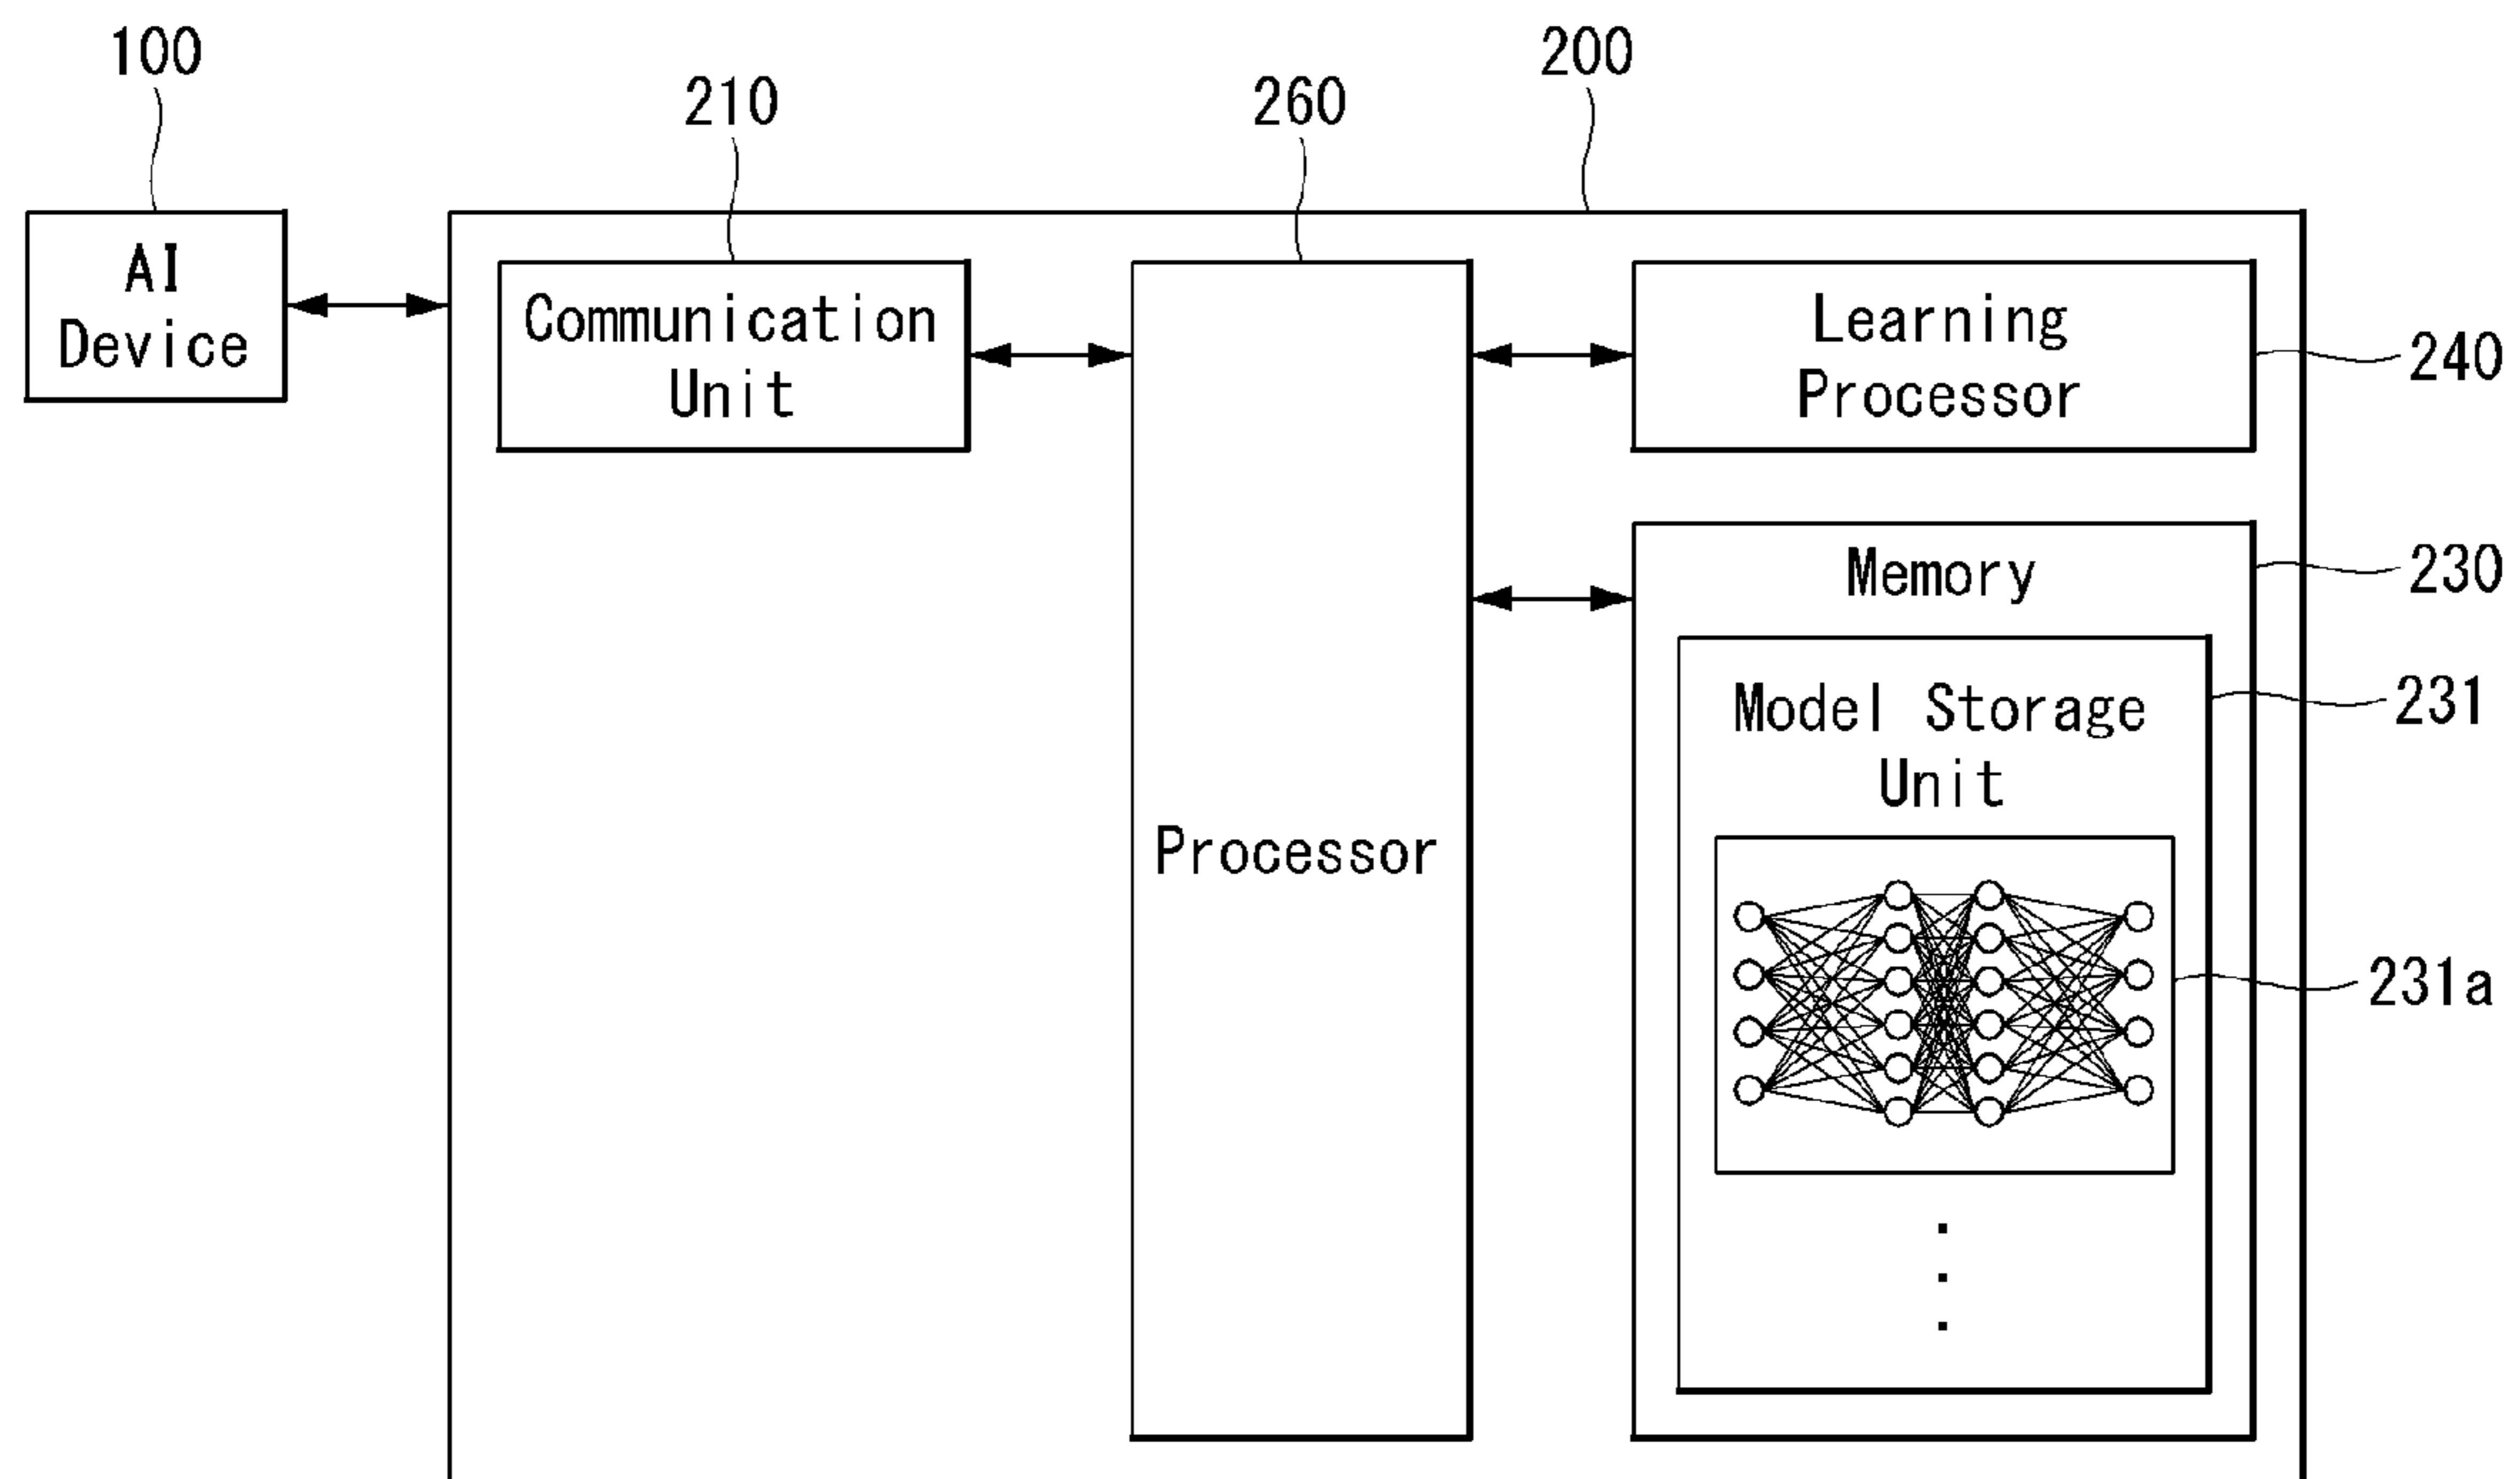 100
210
260
200
AI
Device
Communication
Unit
Learning
Processor
240
Memory
230
Model Storage
Unit
231
Processor
231a